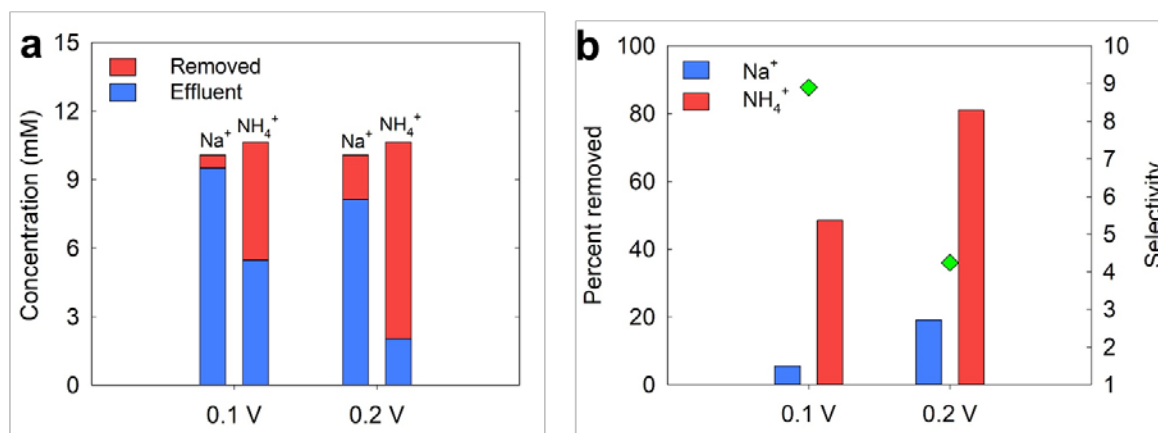 a
15
12
9
6
3
0
Concentration (mM)
Removed
Effluent
Na⁺
NH₄⁺
Na⁺
NH₄⁺
0.1 V
0.2 V
b
100
80
60
40
20
0
Percent removed
Na⁺
NH₄⁺
10
9
8
7
6
5
4
3
2
1
Selectivity
0.1 V
0.2 V